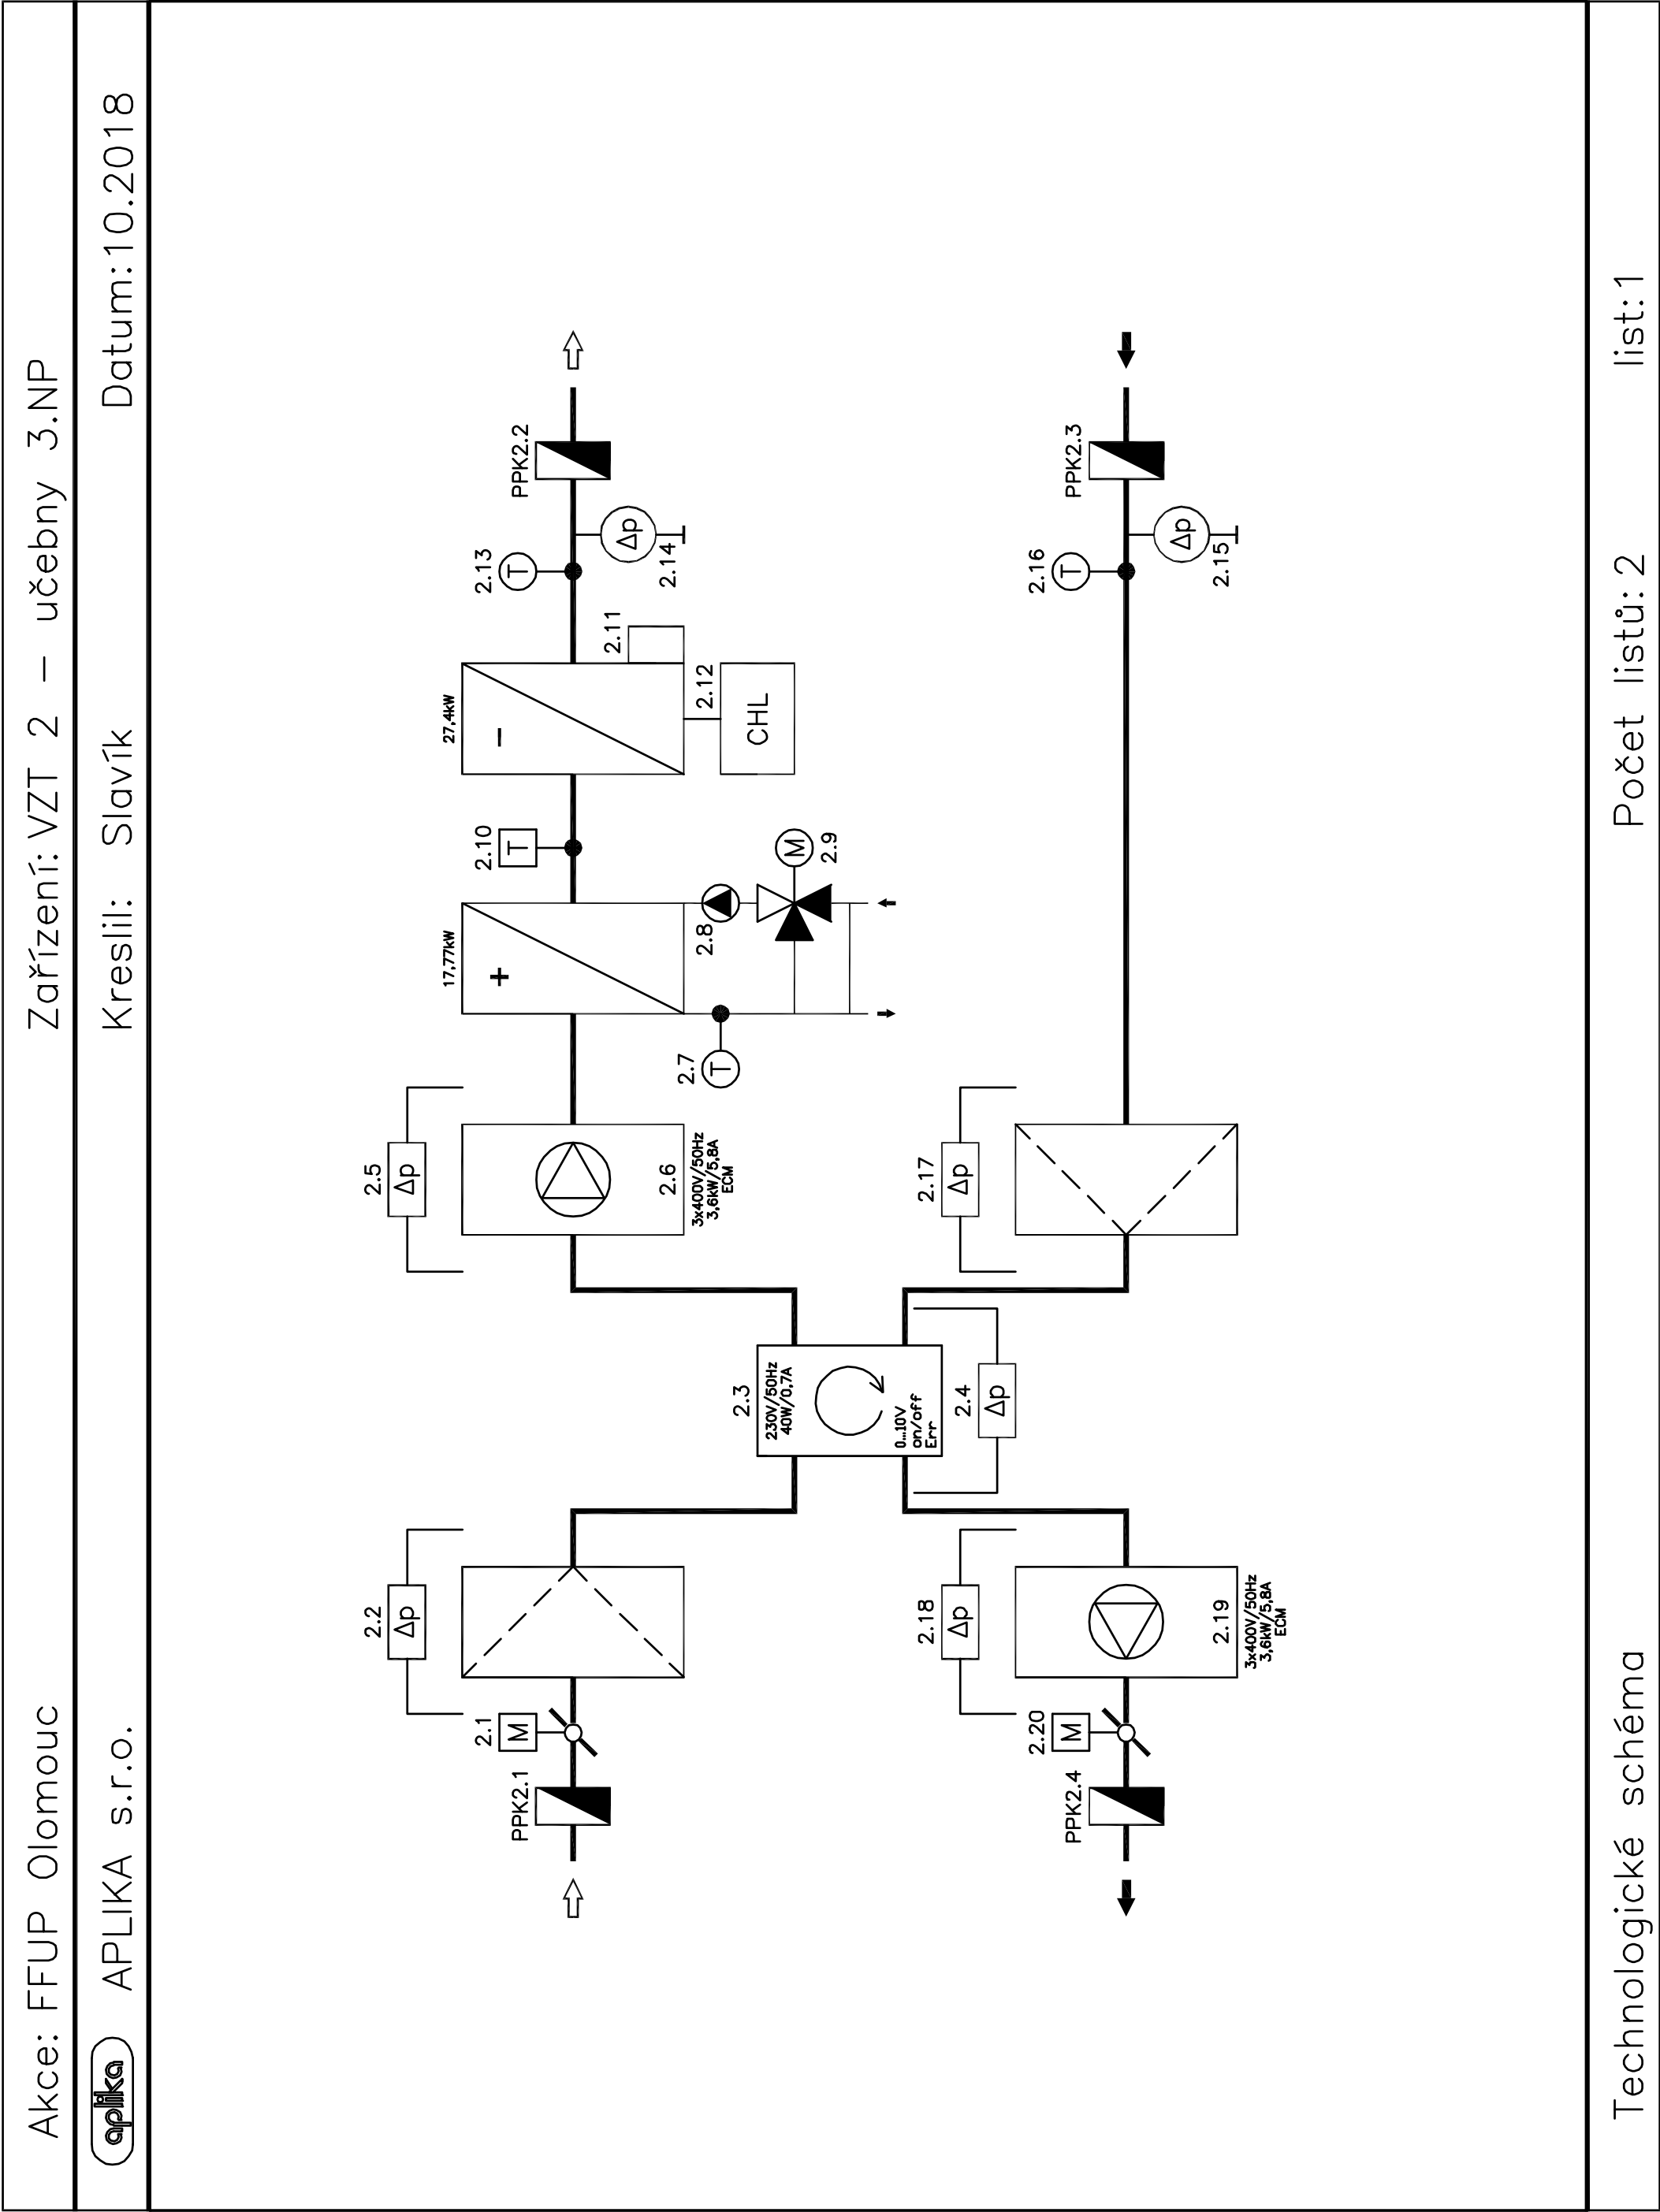 Akce: FFUP Olomouc
Zařízení: VZT 2 – učebny 3.NP
aplika
APLIKA s.r.o.
Kreslil: Slavík
Datum:10.2018
2.2
Δp
2.5
Δp
27,4kW
17,77kW
PPK2.1
2.1
M
2.10
T
2.13
T
PPK2.2
+
–
2.11
Δp
2.14
2.6
3x400V/50Hz
3,6kW/5,8A
ECM
2.7
T
2.8
2.12
CHL
M
2.9
2.3
230V/50Hz
40W/0,7A
0...10V
on/off
Err
2.4
Δp
2.18
Δp
2.17
Δp
PPK2.4
2.20
M
2.16
T
PPK2.3
Δp
2.15
2.19
3x400V/50Hz
3,6kW/5,8A
ECM
Technologické schéma
Počet listů: 2
list: 1